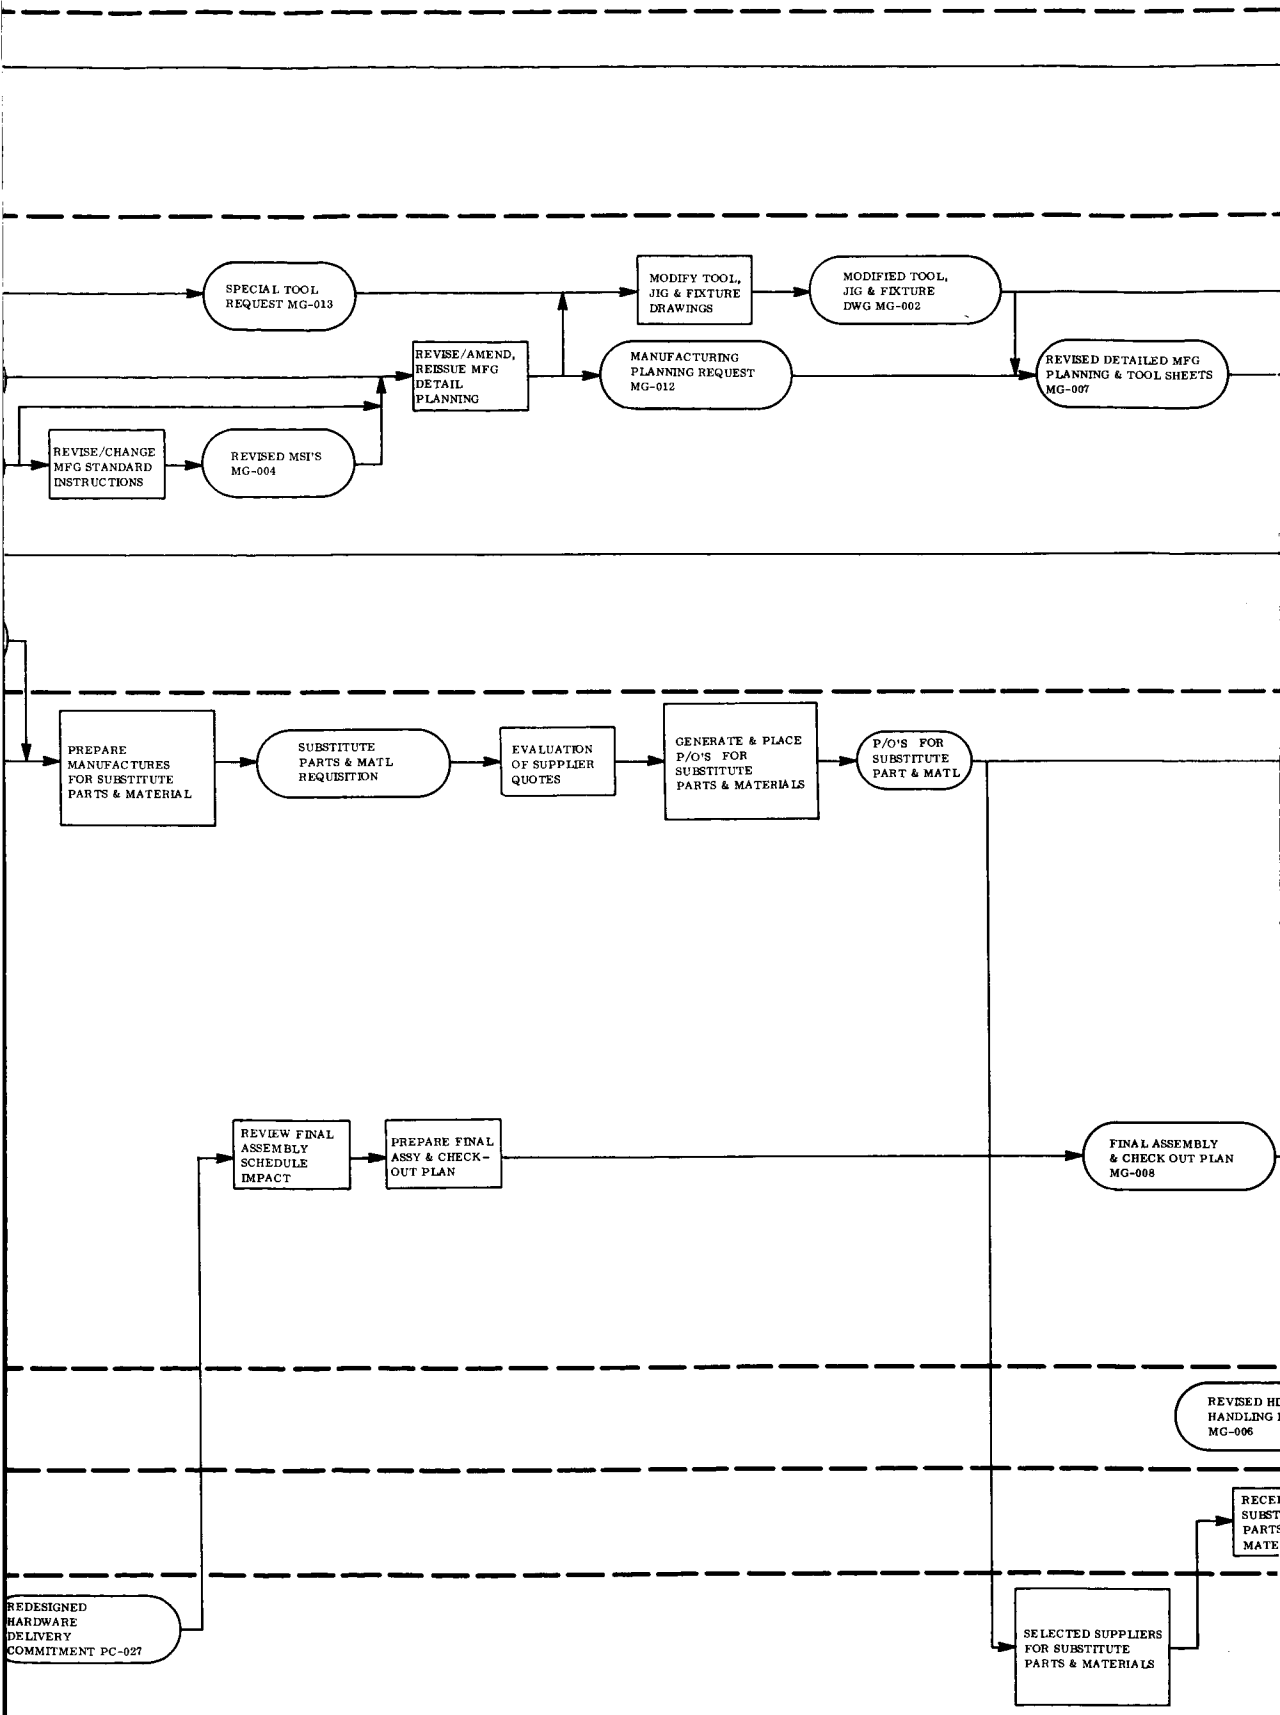 SPECIAL TOOL
REQUEST MG-013
MODIFY TOOL,
JIG & FIXTURE
DRAWINGS
MODIFIED TOOL,
JIG & FIXTURE
DWG MG-002
REVISE/AMEND,
REISSUE MFG
DETAIL
PLANNING
MANUFACTURING
PLANNING REQUEST
MG-012
REVISED DETAILED MFG
PLANNING & TOOL SHEETS
MG-007
REVISE/CHANGE
MFG STANDARD
INSTRUCTIONS
REVISED MSI'S
MG-004
PREPARE
MANUFACTURES
FOR SUBSTITUTE
PARTS & MATERIAL
SUBSTITUTE
PARTS & MATL
REQUISITION
EVALUATION
OF SUPPLIER
QUOTES
GENERATE & PLACE
P/O'S FOR
SUBSTITUTE
PARTS & MATERIALS
P/O'S FOR
SUBSTITUTE
PART & MATL
REVIEW FINAL
ASSEMBLY
SCHEDULE
IMPACT
PREPARE FINAL
ASSY & CHECK-
OUT PLAN
FINAL ASSEMBLY
& CHECK OUT PLAN
MG-008
REVISED
HANDLING
MG-006
SUBST
PARTS
MATE
REDESIGNED
HARDWARE
DELIVERY
COMMITMENT PC-027
SELECTED SUPPLIERS
FOR SUBSTITUTE
PARTS & MATERIALS